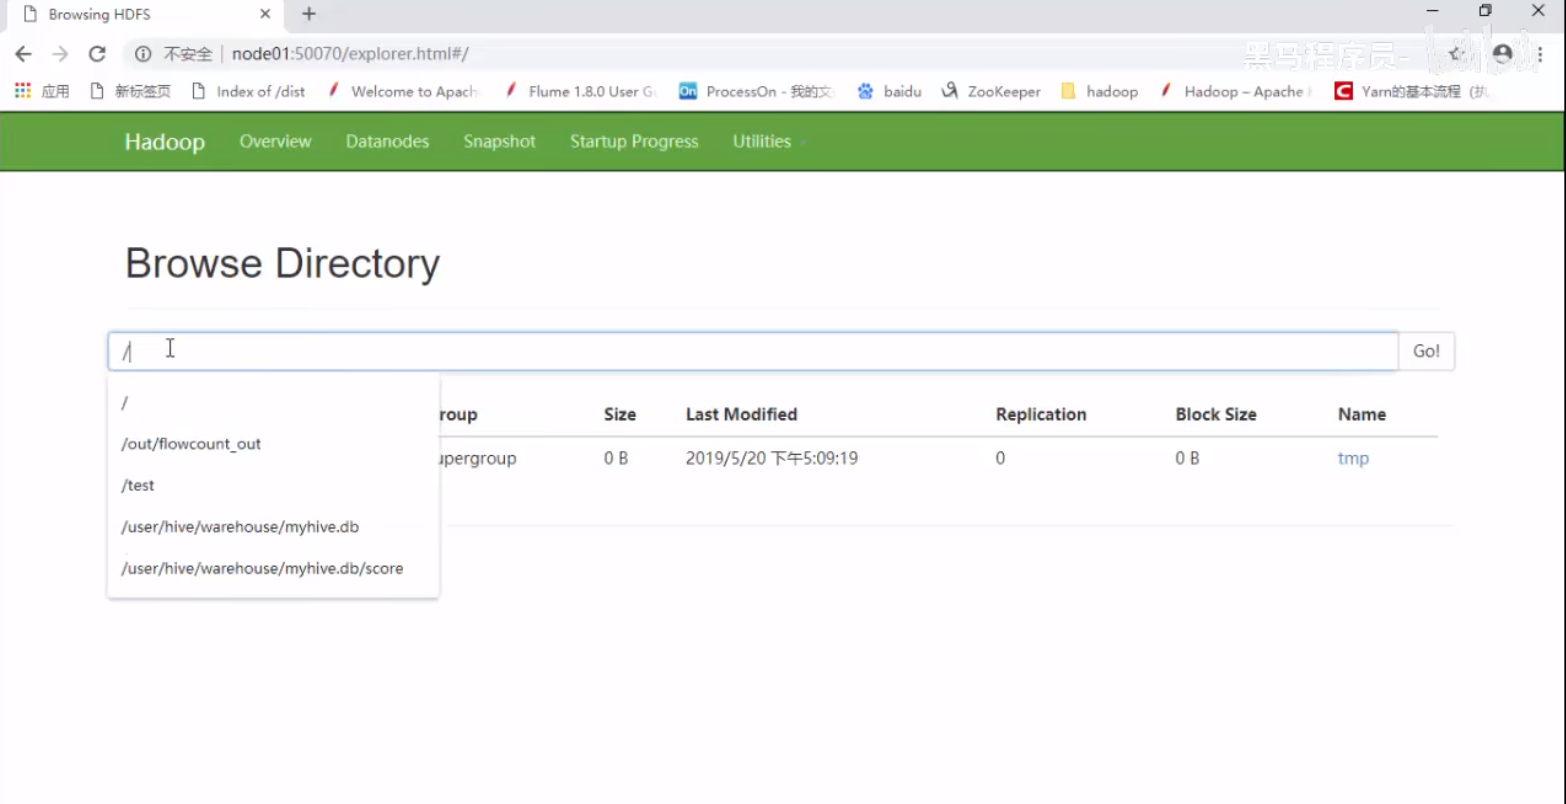 Browsing HDFS
不安全 node01:50070/explorer.html#/
黑马程序员- bilibili
应用 新标签页 Index of /dist Welcome to Apach Flume 1.8.0 User G ProcessOn - 我的文 baidu ZooKeeper hadoop Hadoop – Apache Yarn的基本流程（执
Hadoop Overview Datanodes Snapshot Startup Progress Utilities
Browse Directory
/ Go!
roup Size Last Modified Replication Block Size Name
upergroup 0 B 2019/5/20 下午5:09:19 0 0 B tmp
/
/out/flowcount_out
/test
/user/hive/warehouse/myhive.db
/user/hive/warehouse/myhive.db/score